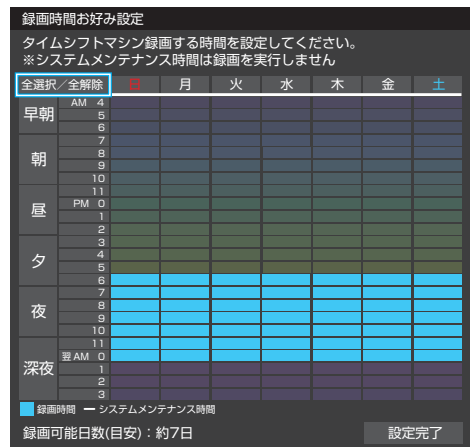 録画時間お好み設定
タイムシフトマシン録画する時間を設定してください。
※システムメンテナンス時間は録画を実行しません
全選択/全解除 日 月 火 水 木 金 土
早朝 AM 4
5
6
朝 7
8
9
10
昼 11
PM 0
1
2
夕 3
4
5
6
夜 7
8
9
10
深夜 11
翌AM 0
1
2
3
録画時間 ー システムメンテナンス時間
録画可能日数(目安)：約7日 設定完了